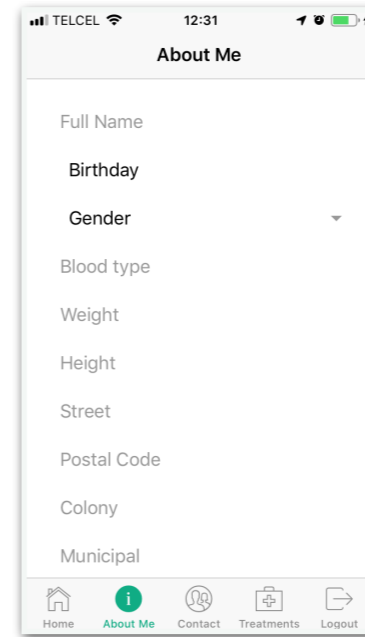 TELCEL 12:31
About Me
Full Name
Birthday
Gender
Blood type
Weight
Height
Street
Postal Code
Colony
Municipal
i
Home About Me Contact Treatments Logout